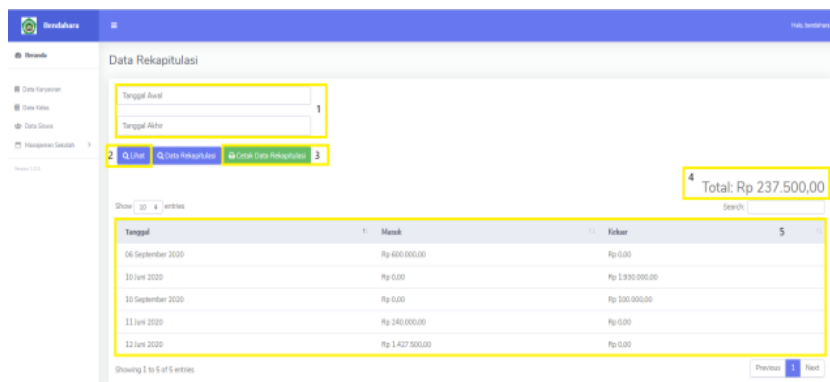 Bendahara
Halo, bendahara
Beranda
Data Rekapitulasi
Data Karyawan
Data Kelas
Data Siswa
Manajemen Sekolah
Tanggal Awal
1
Tanggal Akhir
2 Lihat Data Rekapitulasi Cetak Data Rekapitulasi 3
4 Total: Rp 237.500,00
Show 10 entries Search:
Tanggal Masuk Keluar 5
06 September 2020 Rp 600.000,00 Rp 0,00
10 Juni 2020 Rp 0,00 Rp 1.930.000,00
10 September 2020 Rp 0,00 Rp 100.000,00
11 Juni 2020 Rp 240.000,00 Rp 0,00
12 Juni 2020 Rp 1.427.500,00 Rp 0,00
Showing 1 to 5 of 5 entries Previous 1 Next